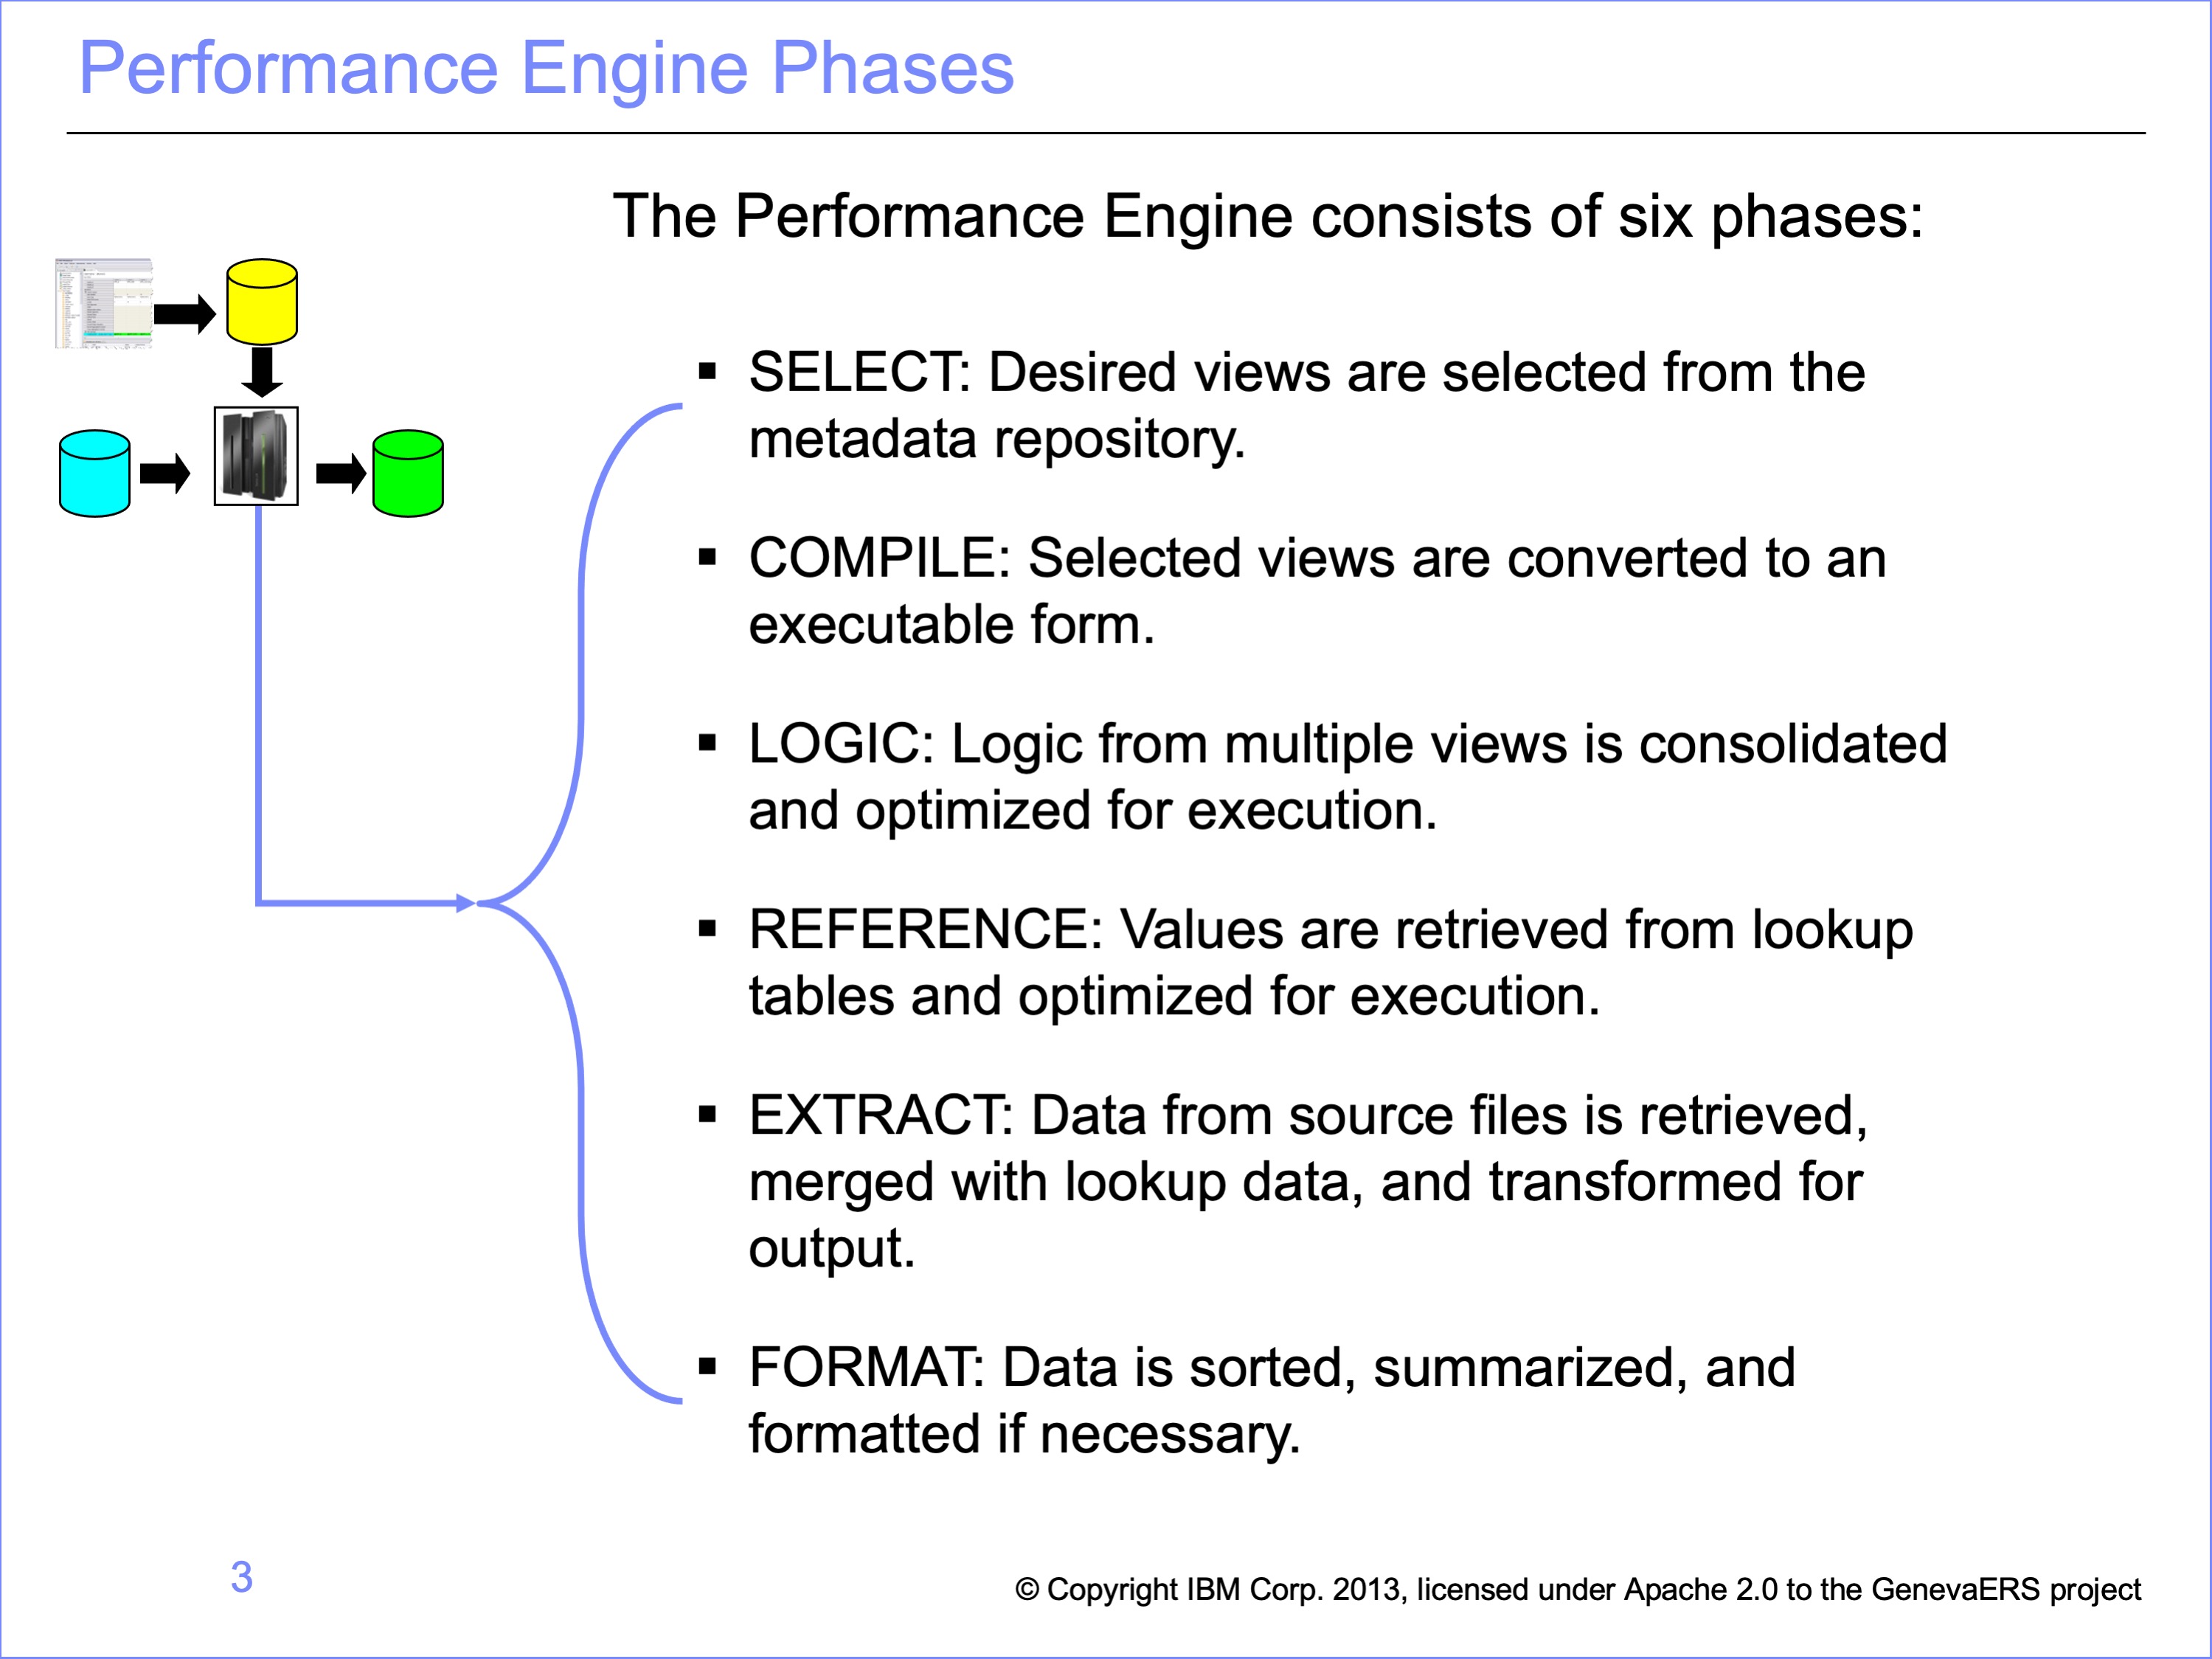 Performance Engine Phases
The Performance Engine consists of six phases:
▪ SELECT: Desired views are selected from the
metadata repository.
▪ COMPILE: Selected views are converted to an
executable form.
▪ LOGIC: Logic from multiple views is consolidated
and optimized for execution.
▪ REFERENCE: Values are retrieved from lookup
tables and optimized for execution.
▪ EXTRACT: Data from source files is retrieved,
merged with lookup data, and transformed for
output.
▪ FORMAT: Data is sorted, summarized, and
formatted if necessary.
3
© Copyright IBM Corp. 2013, licensed under Apache 2.0 to the GenevaERS project